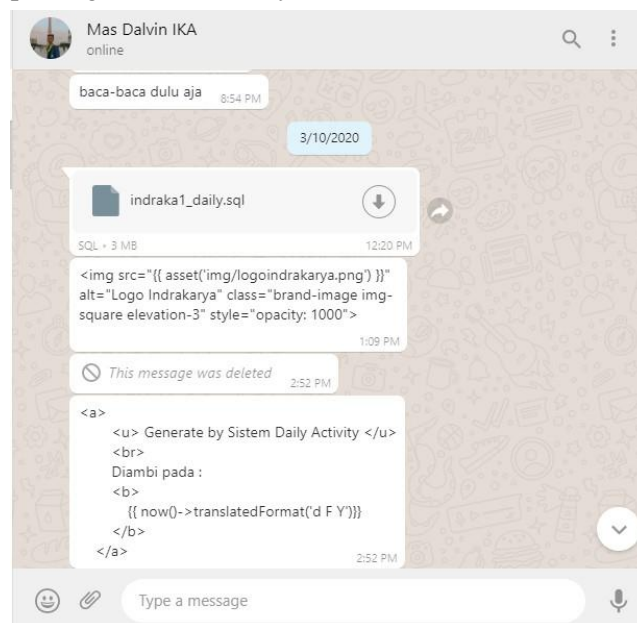 Mas Dalvin IKA
online
baca-baca dulu aja
8:54 PM
3/10/2020
indraka1_daily.sql
SQL • 3 MB
12:20 PM
<img src="{{ asset('img/logoindrakarya.png') }}"
alt="Logo Indrakarya" class="brand-image img-
square elevation-3" style="opacity: 1000">
1:09 PM
This message was deleted
2:52 PM
<a>
<u> Generate by Sistem Daily Activity </u>
<br>
Diambi pada :
<b>
{{ now()->translatedFormat('d F Y')}}
</b>
</a>
2:52 PM
Type a message